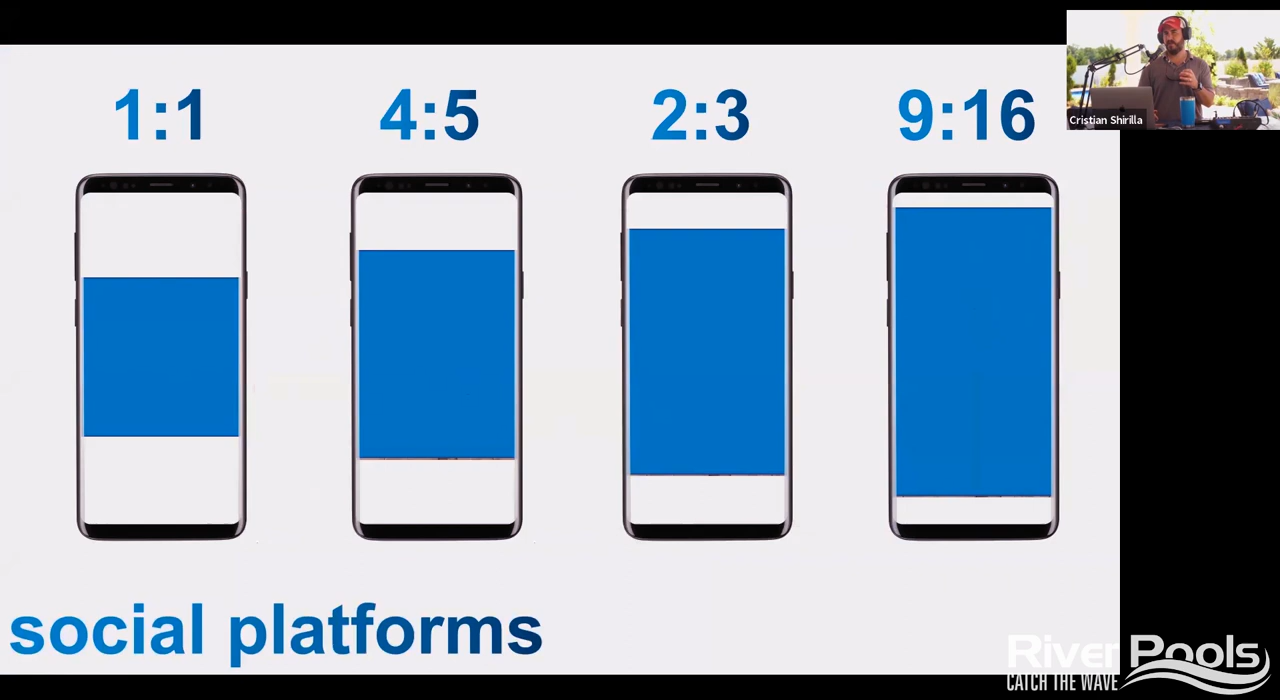 1:1
4:5
2:3
9:16
Cristian Shirilla
social platforms
River Pools
CATCH THE WAVE